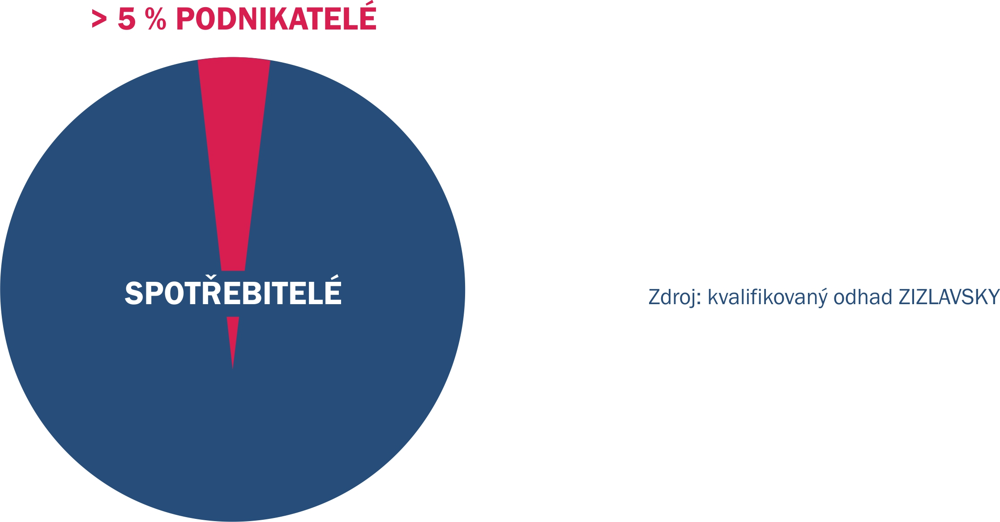 > 5 % PODNIKATELÉ
SPOTŘEBITELÉ
Zdroj: kvalifikovaný odhad ZIZLAVSKY